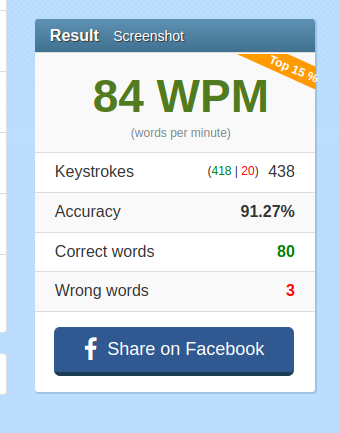 Result Screenshot
Top 15 %
84 WPM
(words per minute)
Keystrokes (418 | 20) 438
Accuracy 91.27%
Correct words 80
Wrong words 3
Share on Facebook